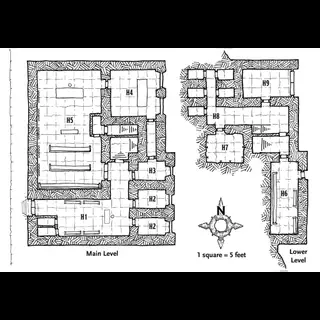 H4
H9
H5
H8
H7
H3
H6
H2
H1
H2
N
Main Level
1 square = 5 feet
Lower
Level